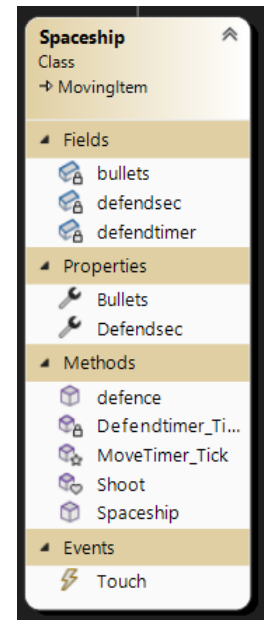 Spaceship
Class
MovingItem
Fields
bullets
defendsec
defendtimer
Properties
Bullets
Defendsec
Methods
defence
Defendtimer_Ti...
MoveTimer_Tick
Shoot
Spaceship
Events
Touch